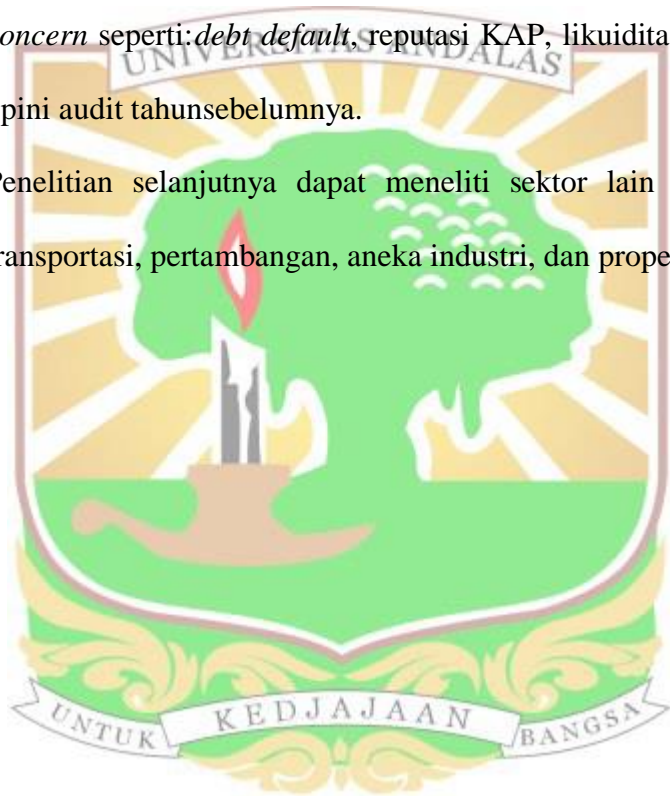 oncern seperti:debt default, reputasi KAP, likuidita
UNIVERSITAS ANDALAS
pini audit tahunsebelumnya.
Penelitian selanjutnya dapat meneliti sektor lain
ransportasi, pertambangan, aneka industri, dan prope
UNTUK KEDJAJAAN BANGSA